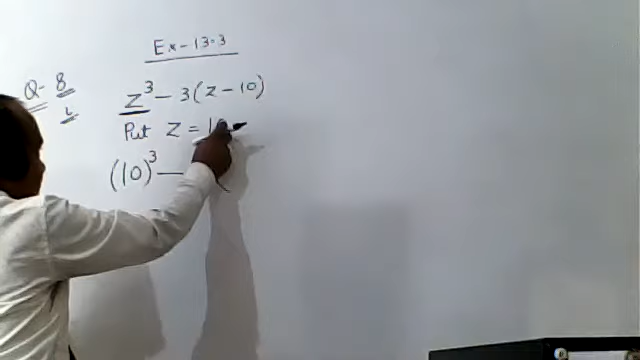 Ex-13.3
Q-8
z³ - 3(z - 10)
Put z = 10
(10)³ -